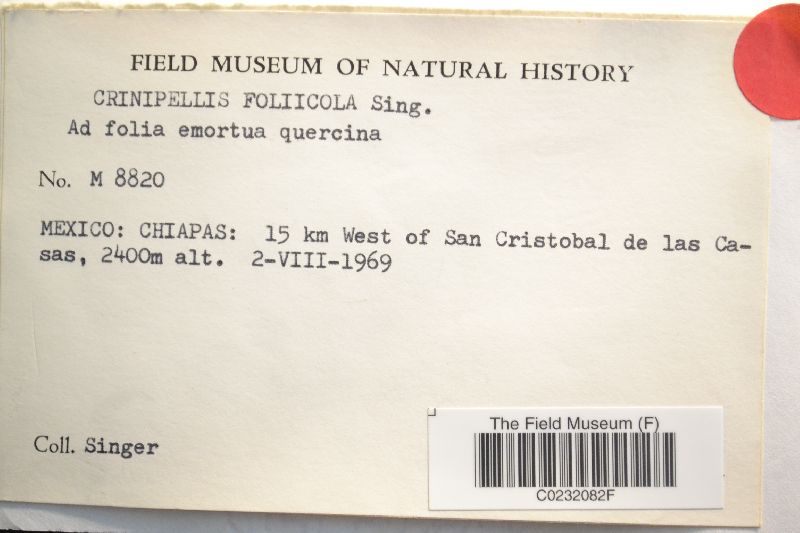 FIELD MUSEUM OF NATURAL HISTORY
CRINIPELLIS FOLIICOLA Sing.
Ad folia emortua quercina
No. M 8820
MEXICO: CHIAPAS: 15 km West of San Cristobal de las Ca-
sas, 2400m alt. 2-VIII-1969
Coll. Singer
The Field Museum (F)
C0232082F